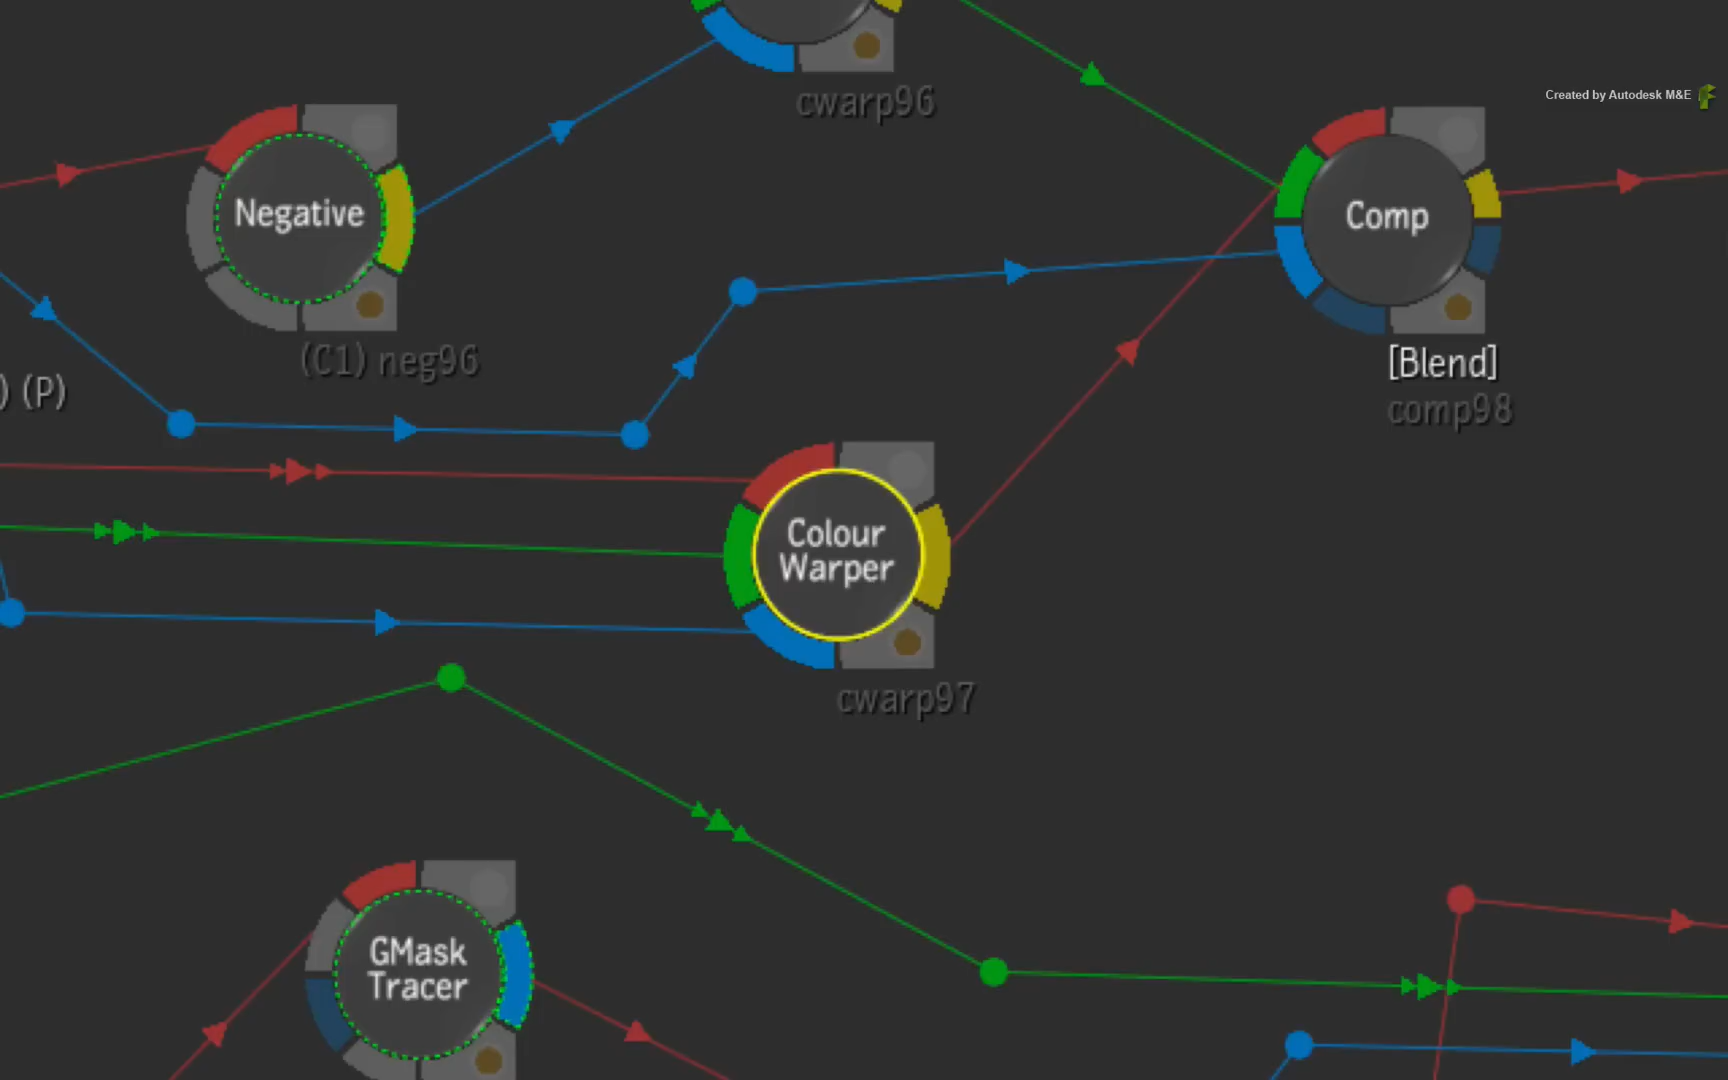 cwarp96
Created by Autodesk M&E
Negative
Comp
(C1) neg96
[Blend]
) (P)
comp98
Colour
Warper
cwarp97
GMask
Tracer